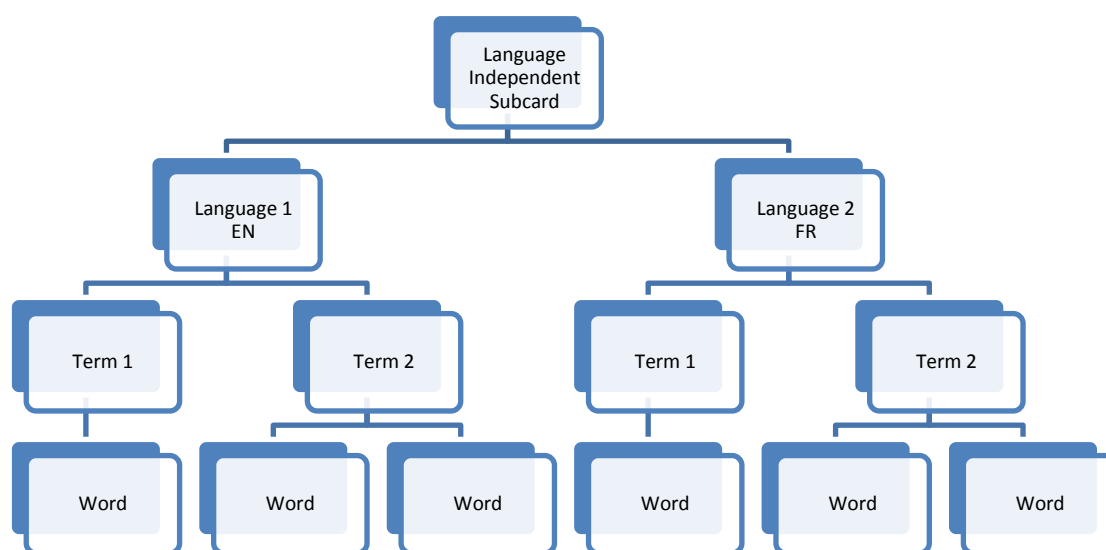 Language
Independent
Subcard
Language 1
EN
Language 2
FR
Term 1
Term 2
Term 1
Term 2
Word
Word
Word
Word
Word
Word